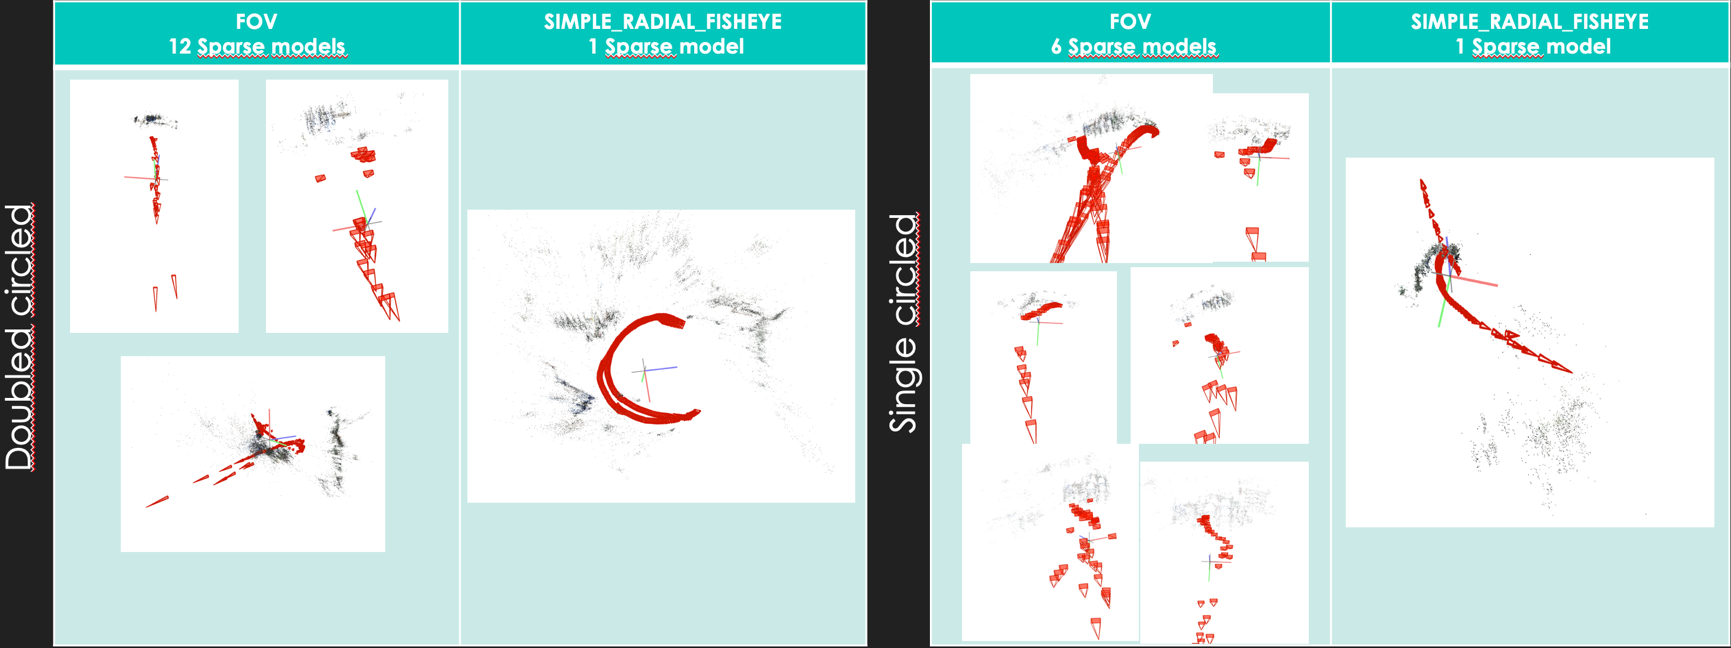 Doubled circled
FOV
12 Sparse models
SIMPLE_RADIAL_FISHEYE
1 Sparse model
Single circled
FOV
6 Sparse models
SIMPLE_RADIAL_FISHEYE
1 Sparse model